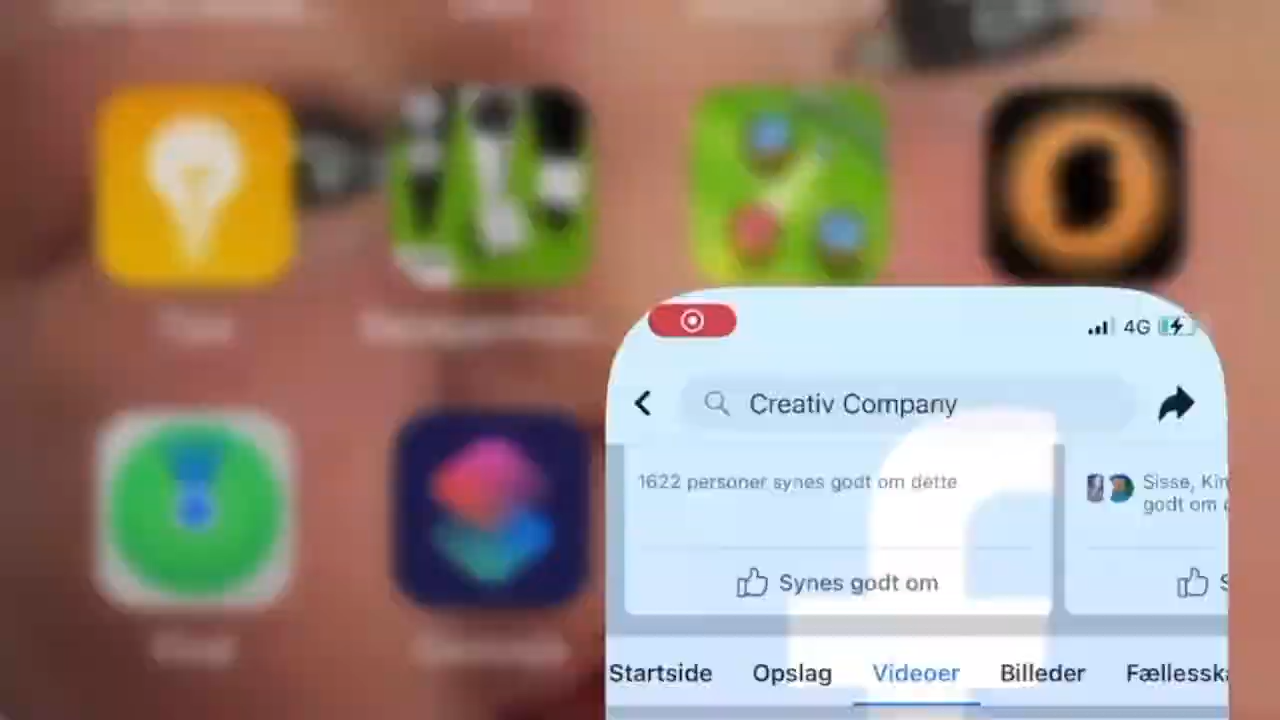 4G
Creativ Company
1622 personer synes godt om dette
Sisse, Kin
godt om
Synes godt om
S
Startside Opslag Videoer Billeder Fællesska